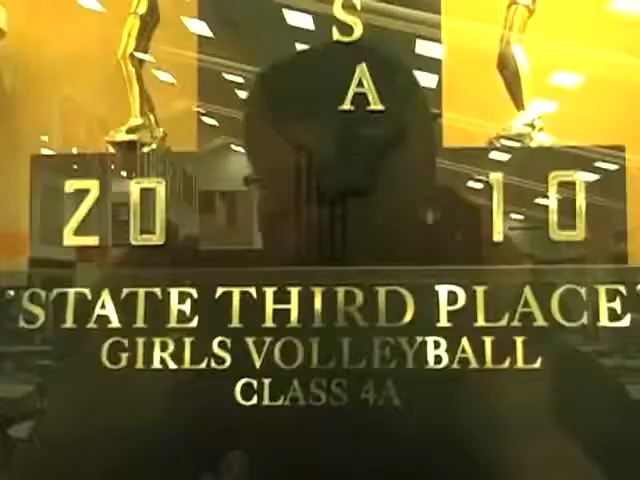 S
A
20 10
"STATE THIRD PLACE"
GIRLS VOLLEYBALL
CLASS 4A